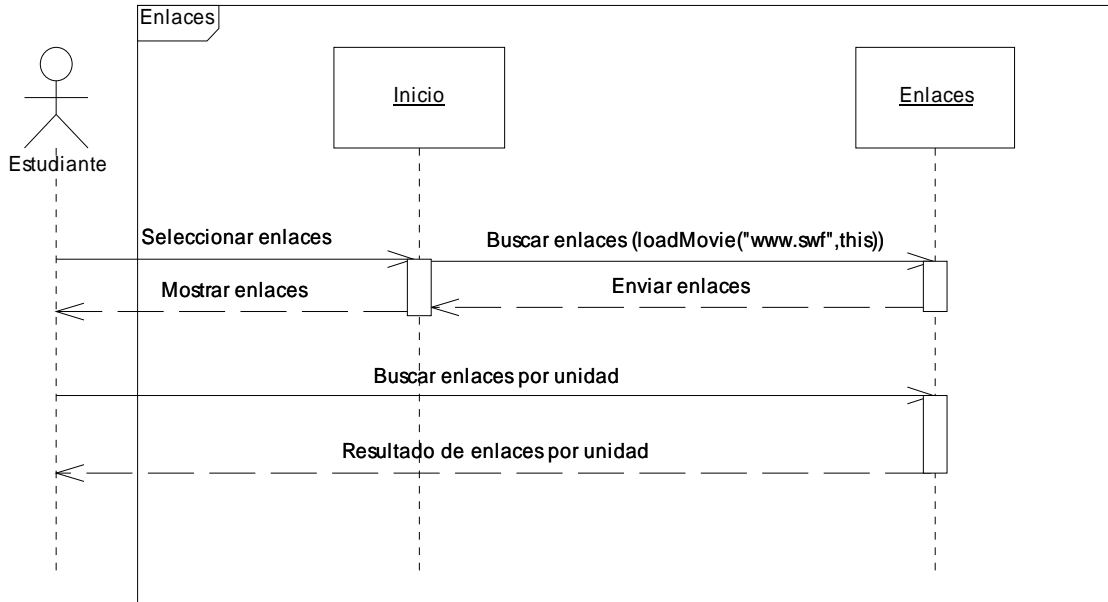 Enlaces
Inicio
Enlaces
Estudiante
Seleccionar enlaces
Buscar enlaces (loadMovie("www.swf",this))
Mostrar enlaces
Enviar enlaces
Buscar enlaces por unidad
Resultado de enlaces por unidad